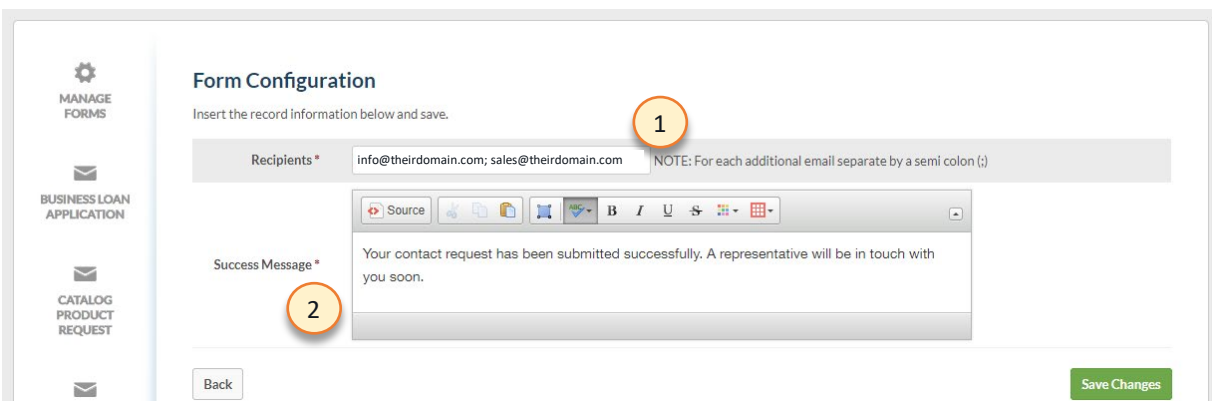 MANAGE
FORMS
BUSINESS LOAN
APPLICATION
CATALOG
PRODUCT
REQUEST
Form Configuration
Insert the record information below and save.
1
Recipients*
info@theirdomain.com; sales@theirdomain.com
NOTE: For each additional email separate by a semi colon (;)
Source ABC B I U S
Success Message*
Your contact request has been submitted successfully. A representative will be in touch with
you soon.
2
Back
Save Changes